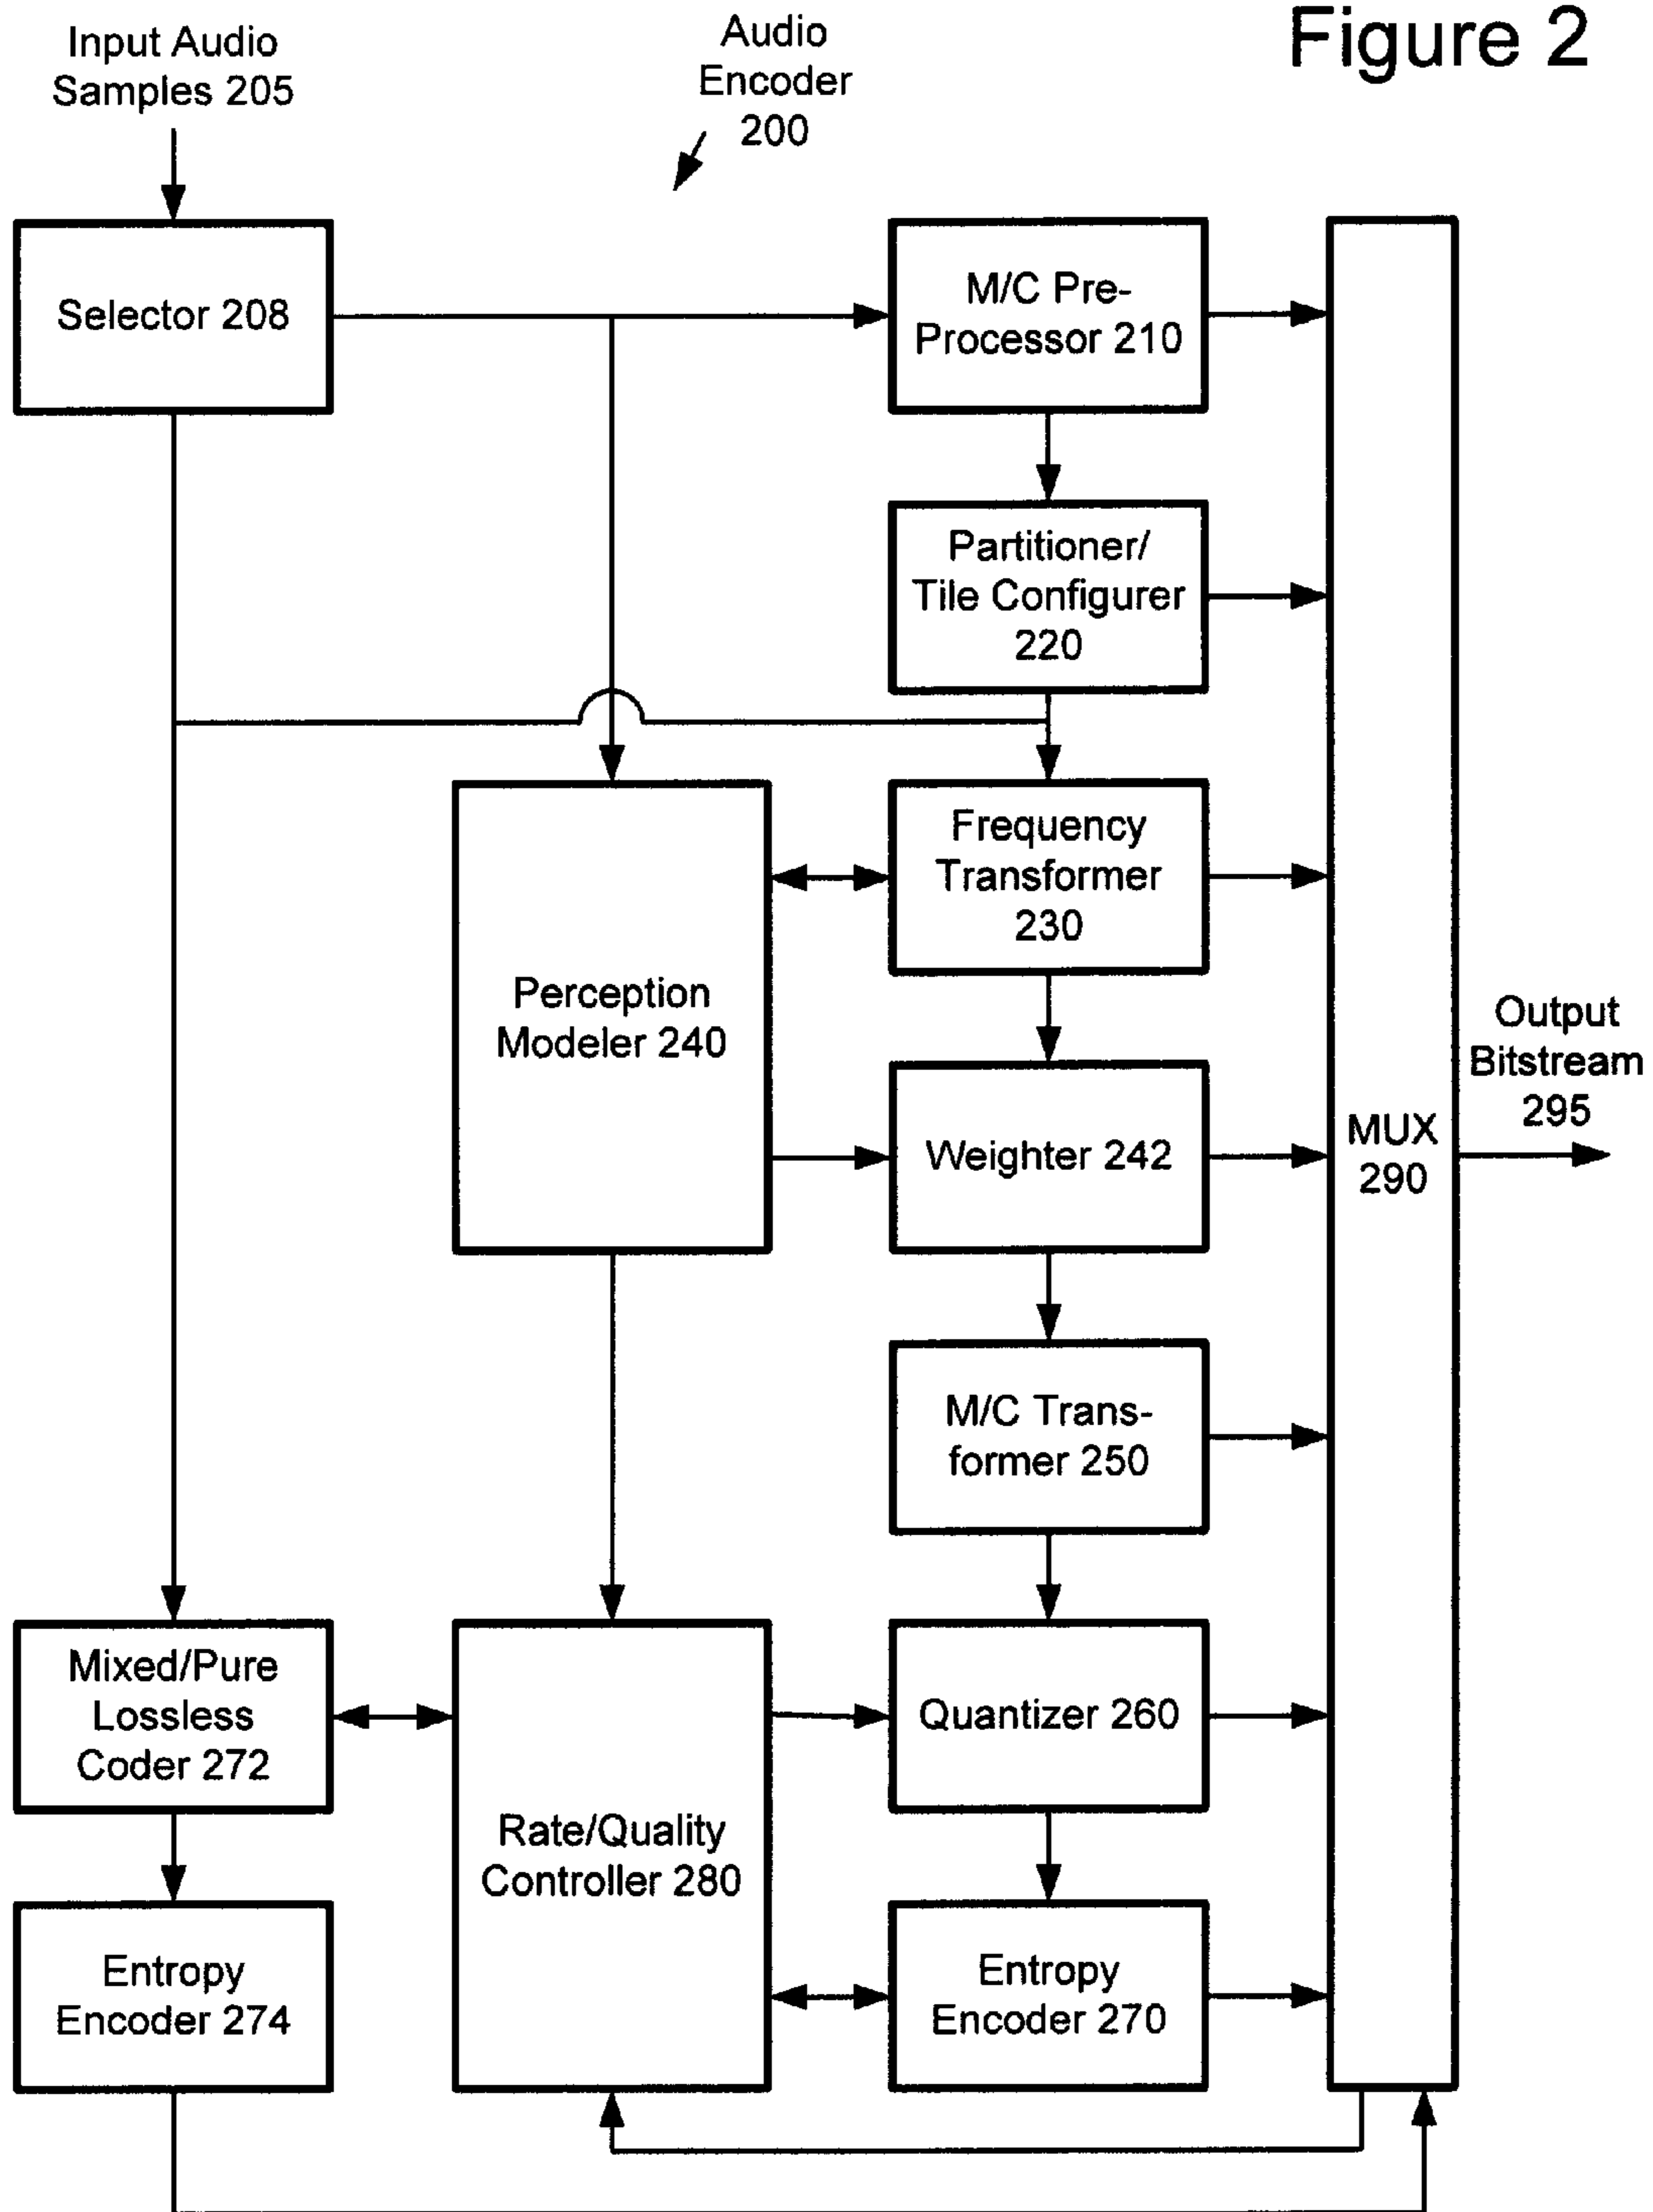 Figure 2
Input Audio
Samples 205
Audio
Encoder
200
Selector 208
M/C Pre-
Processor 210
Partitioner/
Tile Configurer
220
Frequency
Transformer
230
Perception
Modeler 240
Weighter 242
MUX
290
Output
Bitstream
295
M/C Trans-
former 250
Mixed/Pure
Lossless
Coder 272
Rate/Quality
Controller 280
Quantizer 260
Entropy
Encoder 274
Entropy
Encoder 270